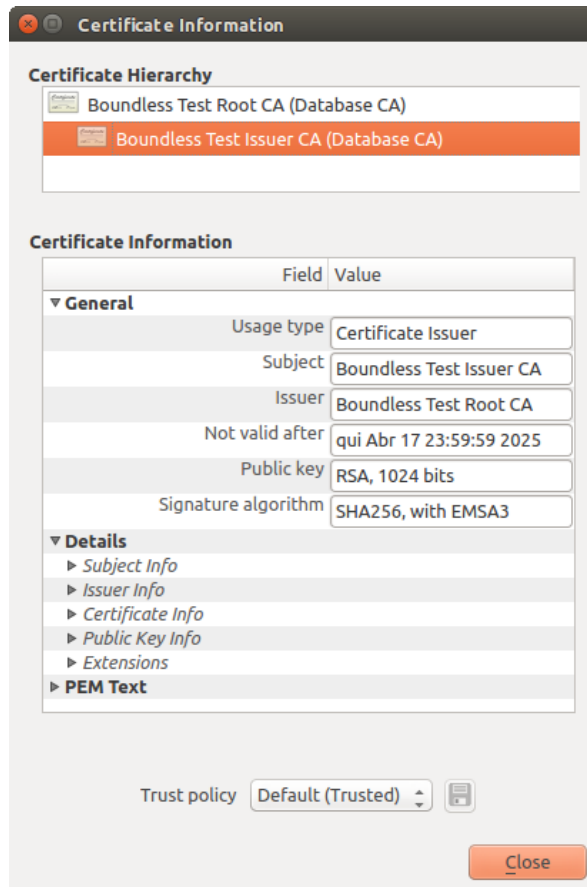 Certificate Information
Certificate Hierarchy
Boundless Test Root CA (Database CA)
Boundless Test Issuer CA (Database CA)
Certificate Information
Field Value
General
Usage type Certificate Issuer
Subject Boundless Test Issuer CA
Issuer Boundless Test Root CA
Not valid after qui Abr 17 23:59:59 2025
Public key RSA, 1024 bits
Signature algorithm SHA256, with EMSA3
Details
Subject Info
Issuer Info
Certificate Info
Public Key Info
Extensions
PEM Text
Trust policy Default (Trusted)
Close